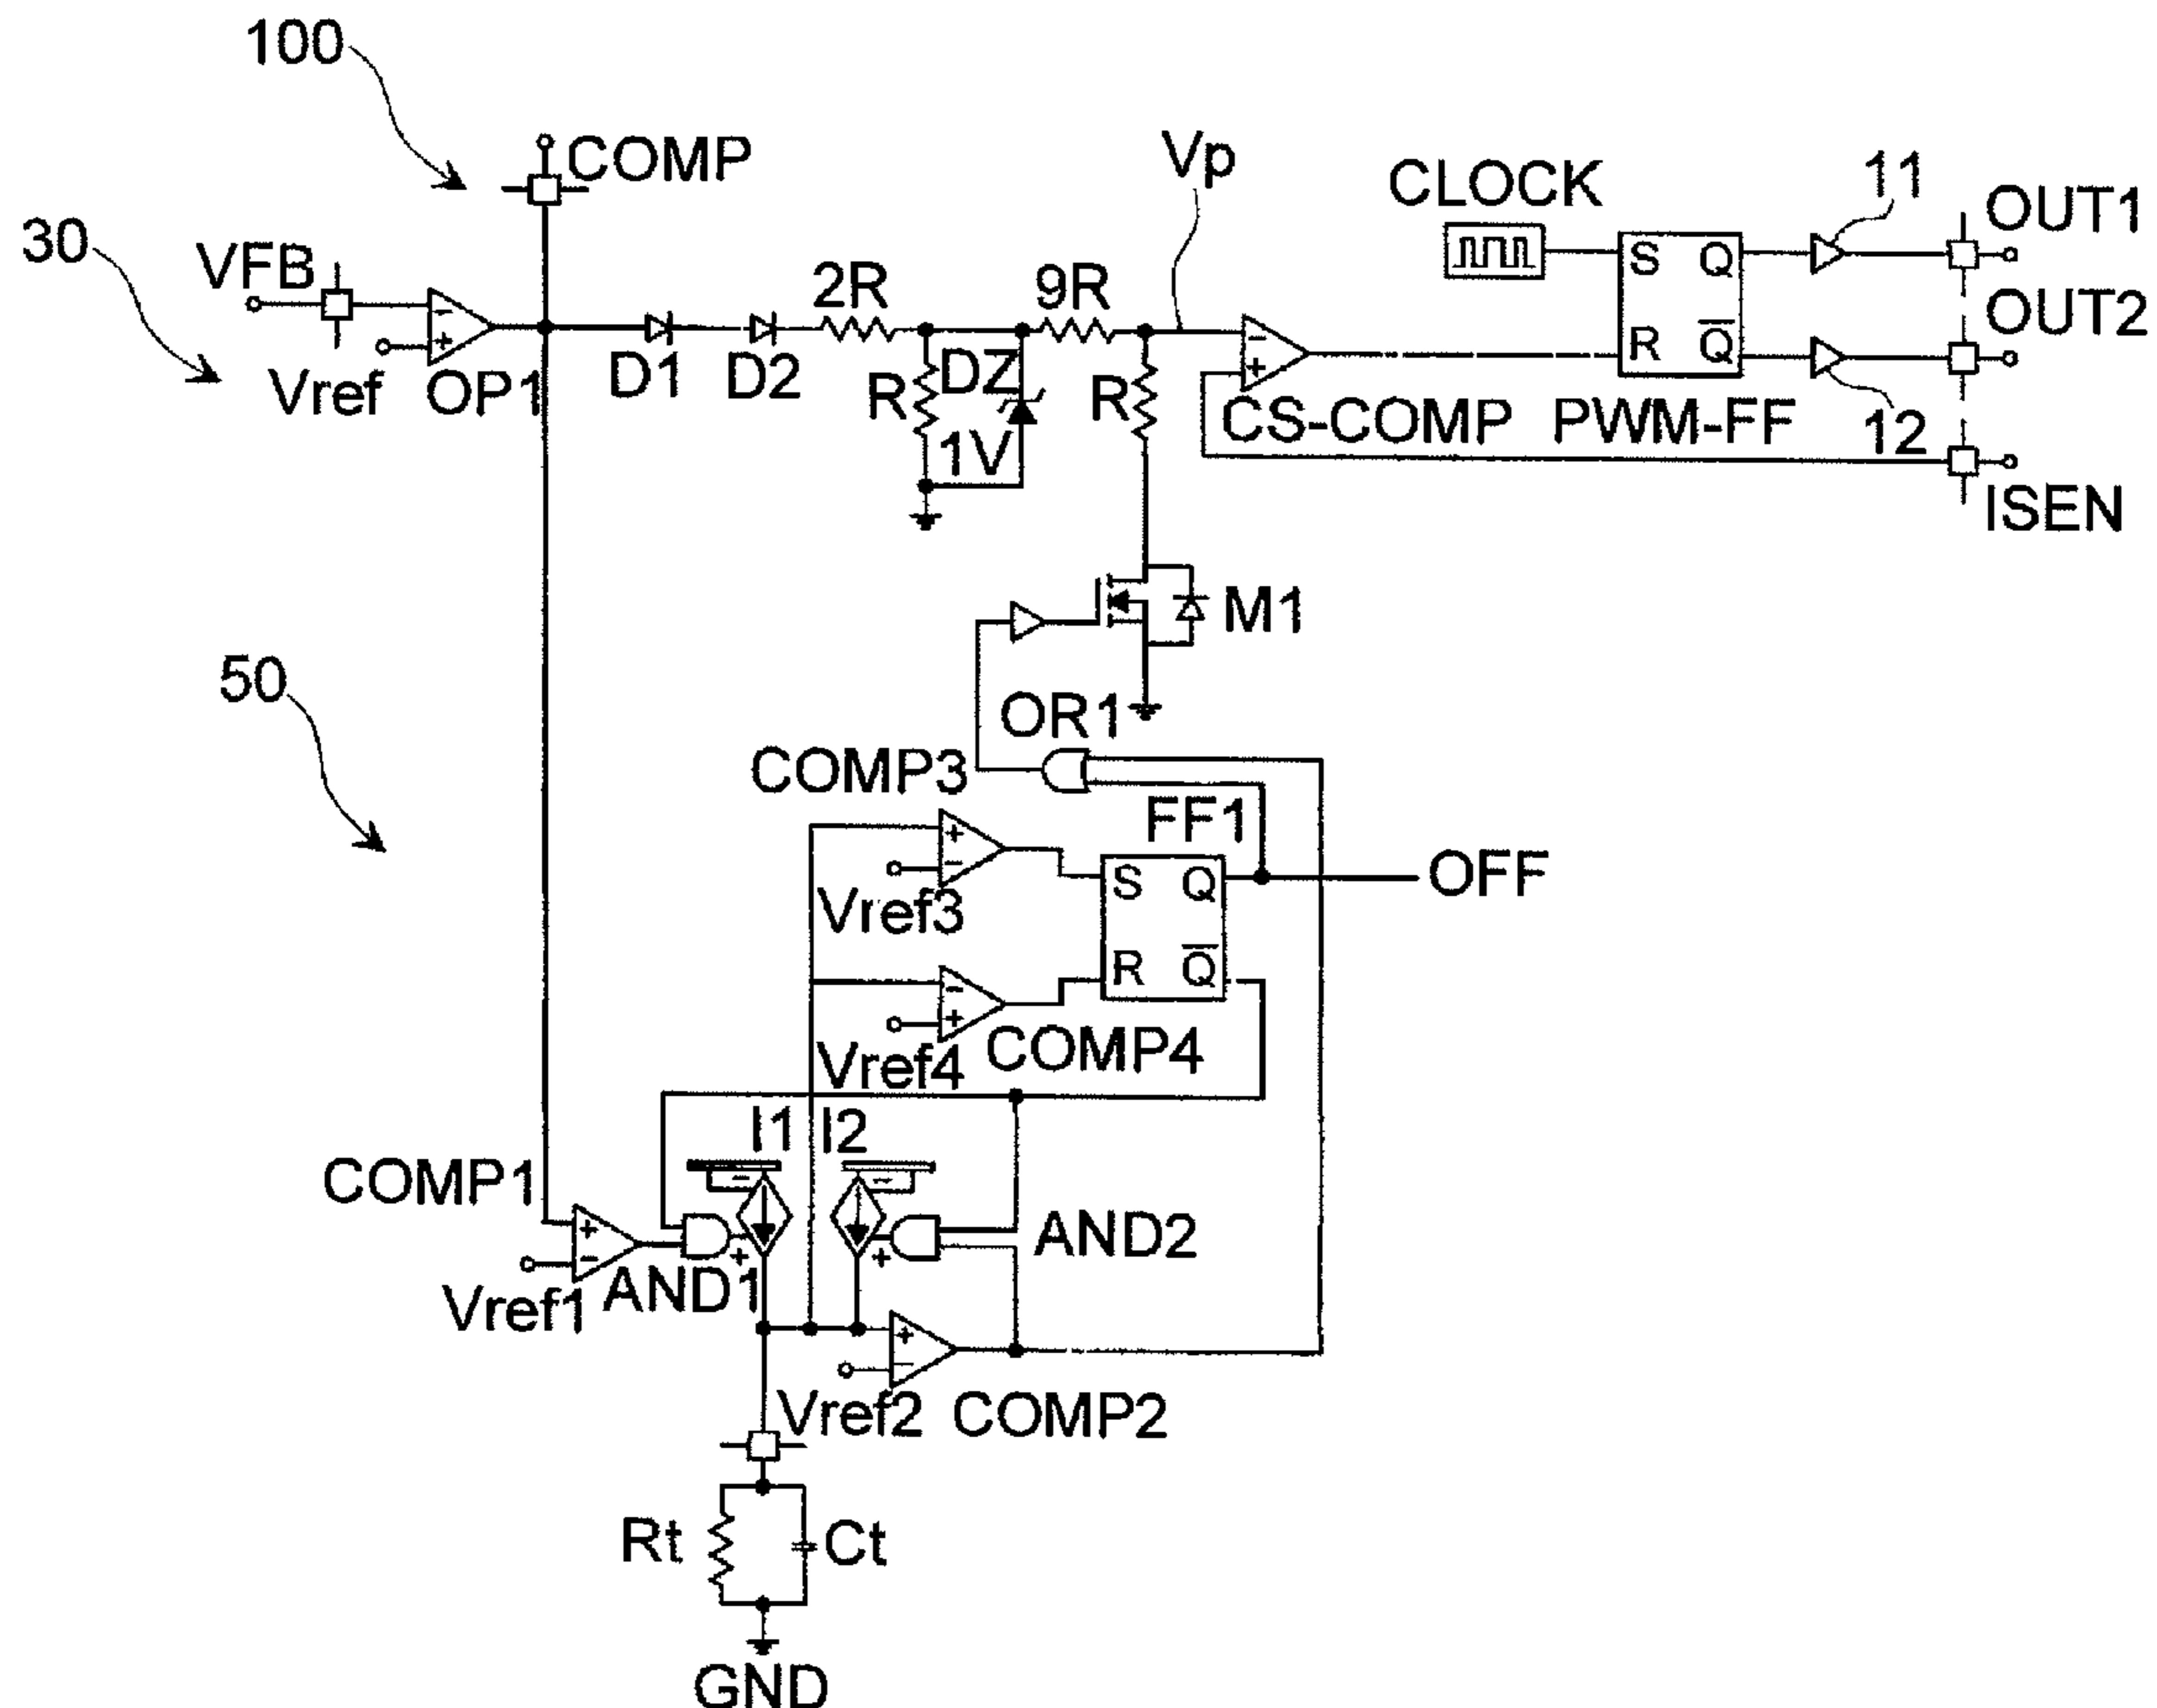 100
COMP
Vp
CLOCK
11
OUT1
30
VFB
2R
9R
S Q
OUT2
R Q̅
- +
D1
D2
R
DZ
R
- +
Vref
OP1
1V
CS-COMP
PWM-FF
12
ISEN
M1
50
OR1
COMP3
FF1
+ -
S Q
OFF
Vref3
R Q̅
- +
Vref4
COMP4
I1
I2
- -
COMP1
+ -
AND2
+ +
Vref1
AND1
+ -
Vref2
COMP2
Rt
Ct
GND